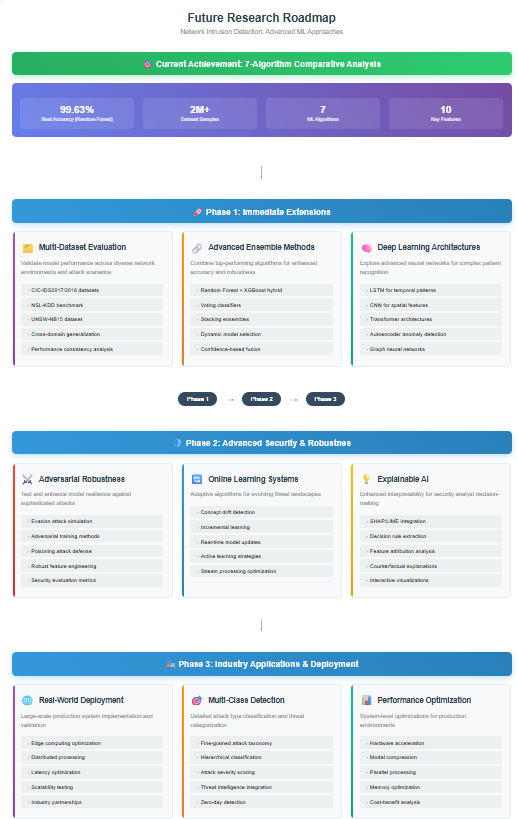 Future Research Roadmap
Network Intrusion Detection: Advanced ML Approaches
Current Achievement: 7-Algorithm Comparative Analysis
99.63%
Best Accuracy (Random Forest)
2M+
Dataset Samples
7
ML Algorithms
10
Key Features
Phase 1: Immediate Extensions
Multi-Dataset Evaluation
Validate model performance across diverse network
environments and attack scenarios
- CIC-IDS2017/2018 datasets
- NSL-KDD benchmark
- UNSW-NB15 dataset
- Cross-domain generalization
- Performance consistency analysis
Advanced Ensemble Methods
Combine top-performing algorithms for enhanced
accuracy and robustness
- Random Forest + XGBoost hybrid
- Voting classifiers
- Stacking ensembles
- Dynamic model selection
- Confidence-based fusion
Deep Learning Architectures
Explore advanced neural networks for complex pattern
recognition
- LSTM for temporal patterns
- CNN for spatial features
- Transformer architectures
- Autoencoder anomaly detection
- Graph neural networks
Phase 1 → Phase 2 → Phase 3
Phase 2: Advanced Security & Robustnes
Adversarial Robustness
Test and enhance model resilience against
sophisticated attacks
- Evasion attack simulation
- Adversarial training methods
- Poisoning attack defense
- Robust feature engineering
- Security evaluation metrics
Online Learning Systems
Adaptive algorithms for evolving threat landscapes
- Concept drift detection
- Incremental learning
- Real-time model updates
- Active learning strategies
- Stream processing optimization
Explainable AI
Enhanced interpretability for security analyst decision-
making
- SHAP/LIME integration
- Decision rule extraction
- Feature attribution analysis
- Counterfactual explanations
- Interactive visualizations
Phase 3: Industry Applications & Deployment
Real-World Deployment
Large-scale production system implementation and
validation
- Edge computing optimization
- Distributed processing
- Latency optimization
- Scalability testing
- Industry partnerships
Multi-Class Detection
Detailed attack type classification and threat
categorization
- Fine-grained attack taxonomy
- Hierarchical classification
- Attack severity scoring
- Threat intelligence integration
- Zero-day detection
Performance Optimization
System-level optimizations for production
environments
- Hardware acceleration
- Model compression
- Parallel processing
- Memory optimization
- Cost-benefit analysis